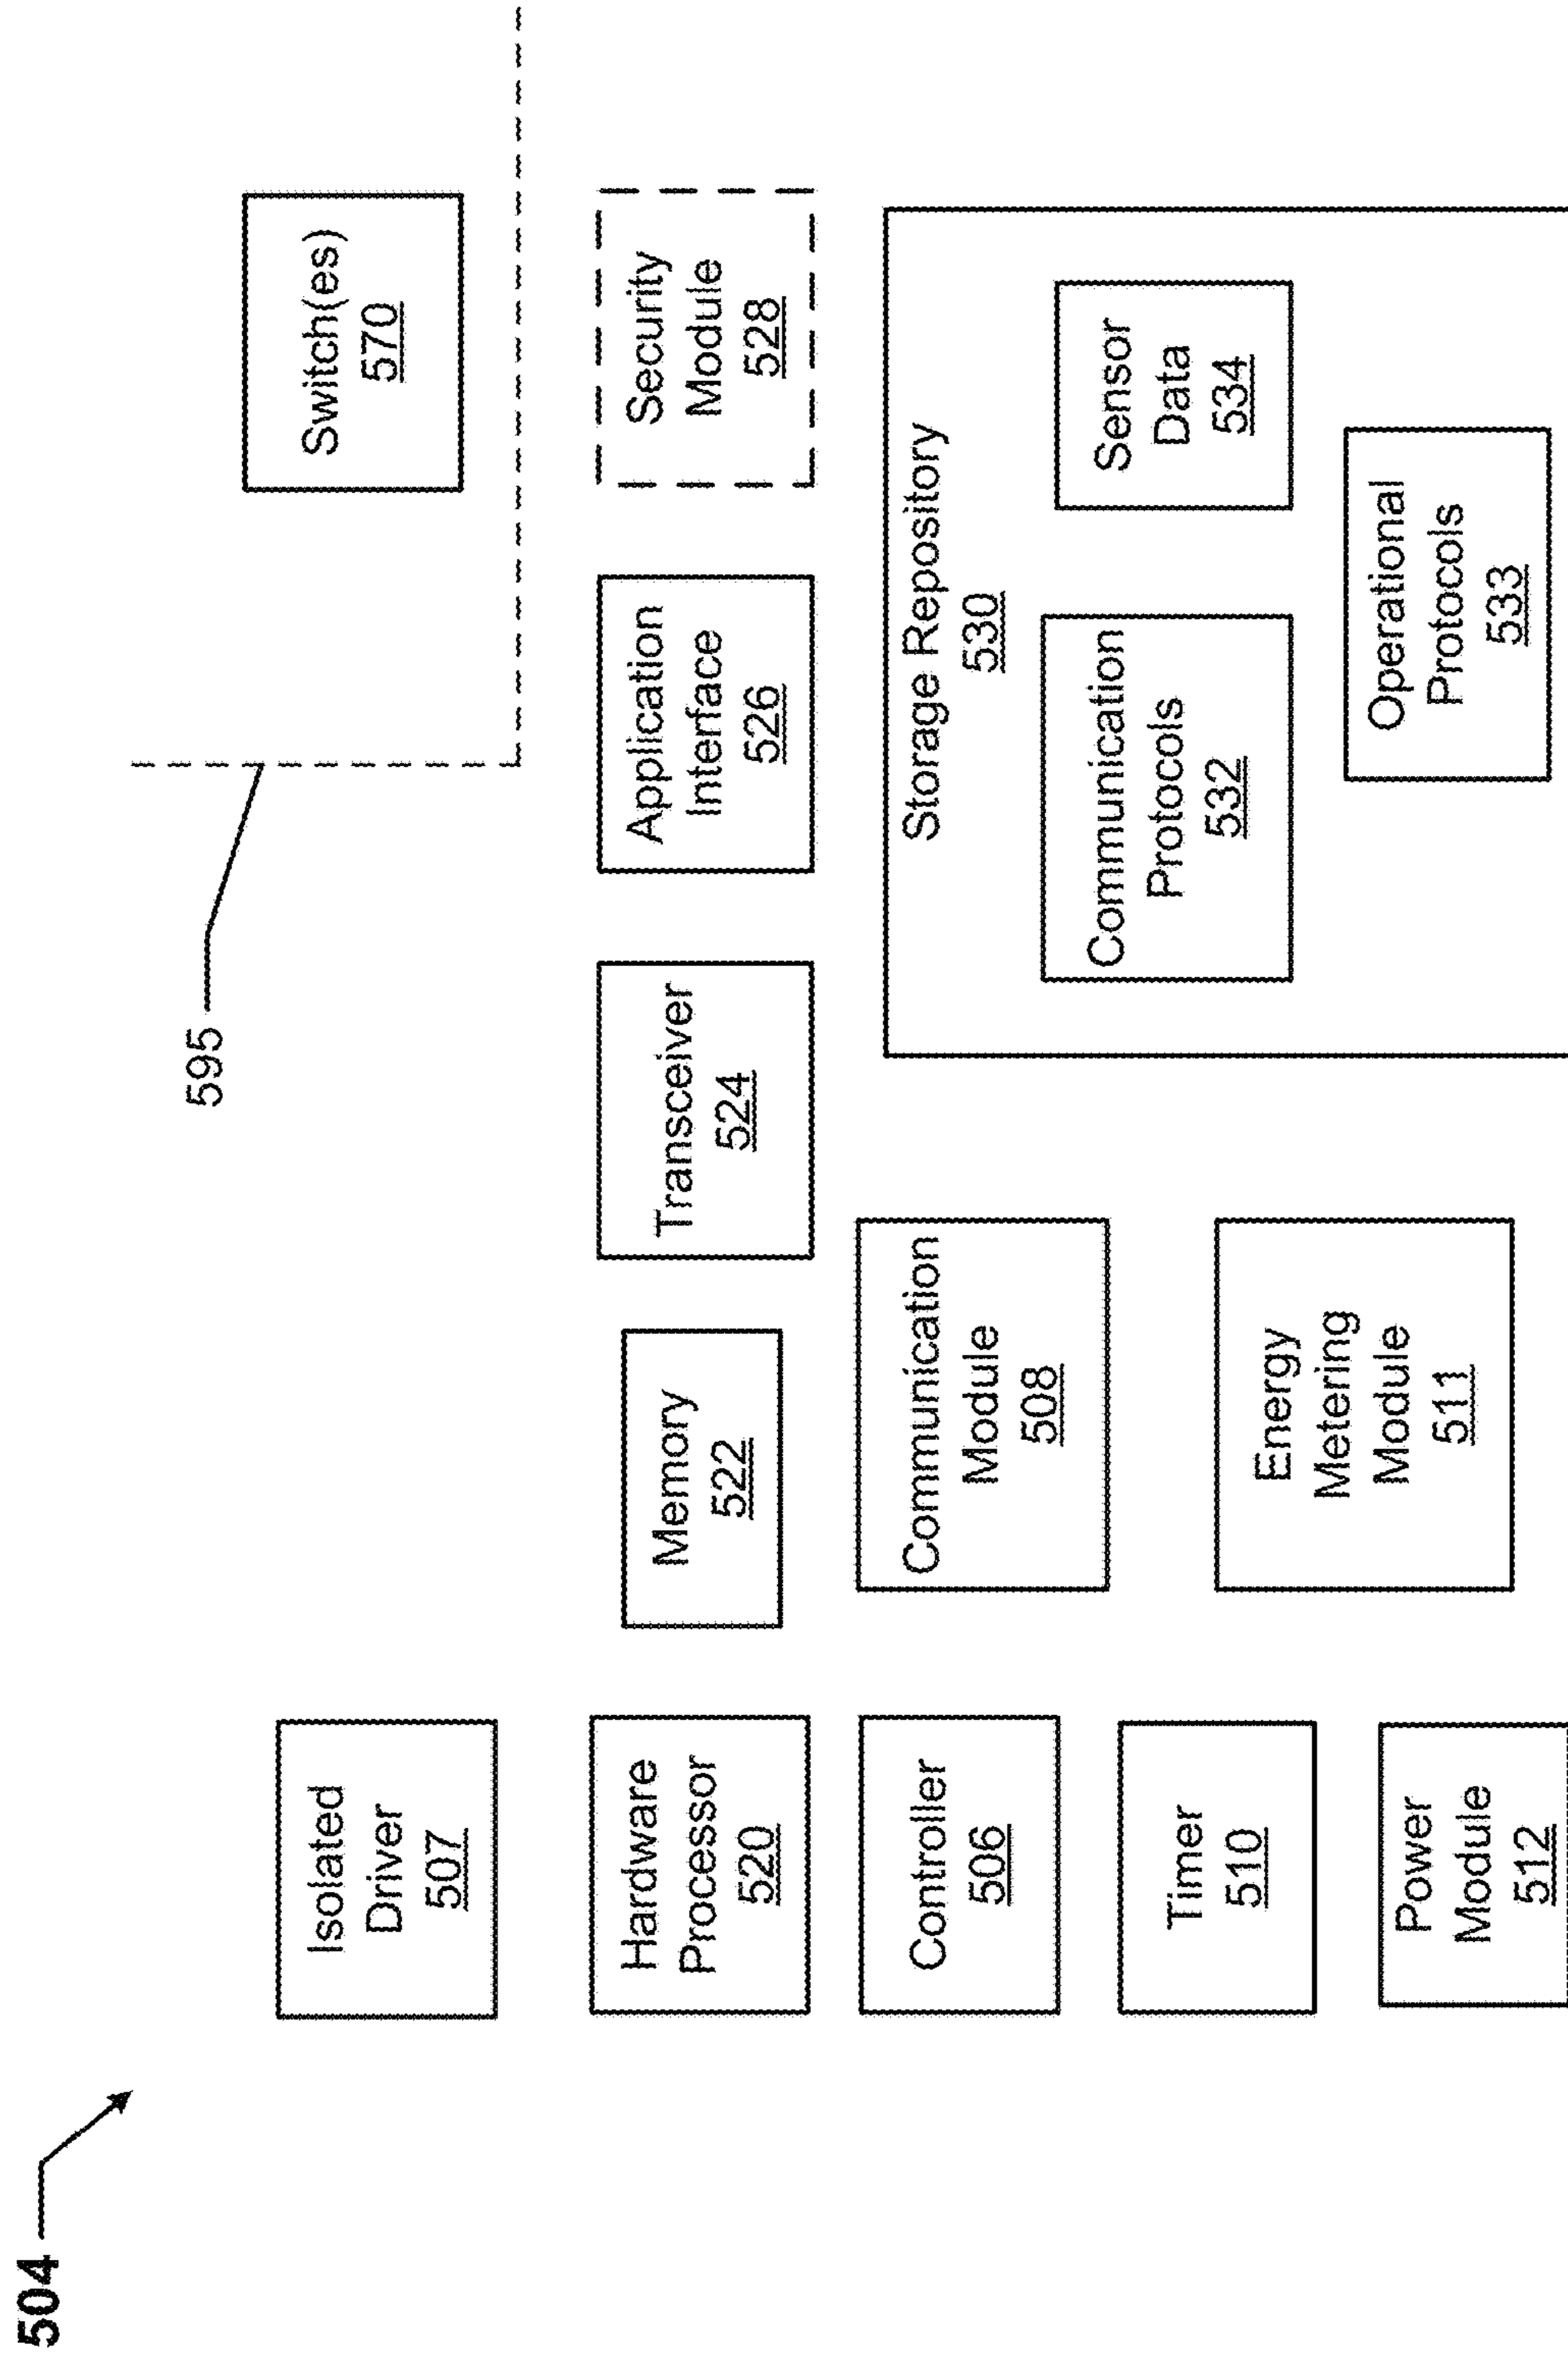 504
595
Isolated
Driver
507
Switch(es)
570
Hardware
Processor
520
Memory
522
Transceiver
524
Application
Interface
526
Security
Module
528
Controller
506
Communication
Module
508
Storage Repository
530
Communication
Protocols
532
Sensor
Data
534
Timer
510
Energy
Metering
Module
511
Operational
Protocols
533
Power
Module
512